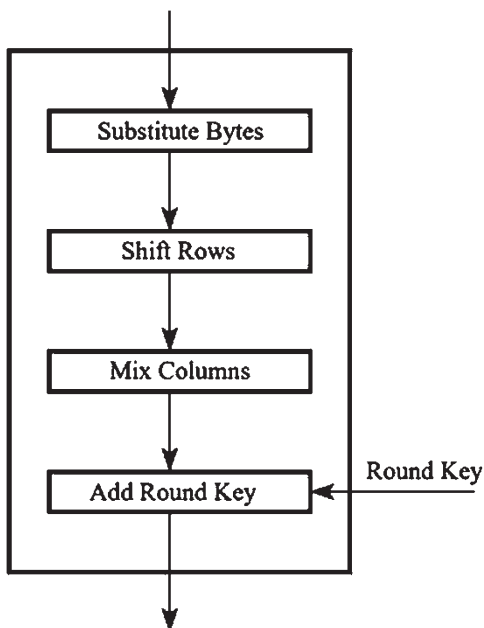 Substitute Bytes
Shift Rows
Mix Columns
Round Key
Add Round Key